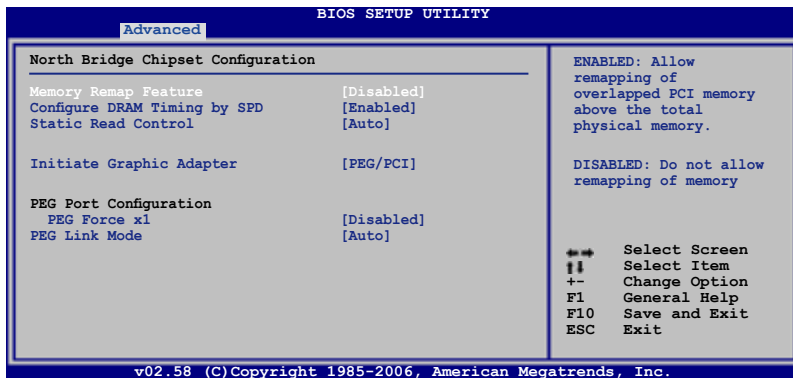 BIOS SETUP UTILITY
Advanced
North Bridge Chipset Configuration
Memory Remap Feature [Disabled]
Configure DRAM Timing by SPD [Enabled]
Static Read Control [Auto]
Initiate Graphic Adapter [PEG/PCI]
PEG Port Configuration
PEG Force x1 [Disabled]
PEG Link Mode [Auto]
ENABLED: Allow
remapping of
overlapped PCI memory
above the total
physical memory.
DISABLED: Do not allow
remapping of memory
Select Screen
Select Item
+- Change Option
F1 General Help
F10 Save and Exit
ESC Exit
v02.58 (C)Copyright 1985-2006, American Megatrends, Inc.